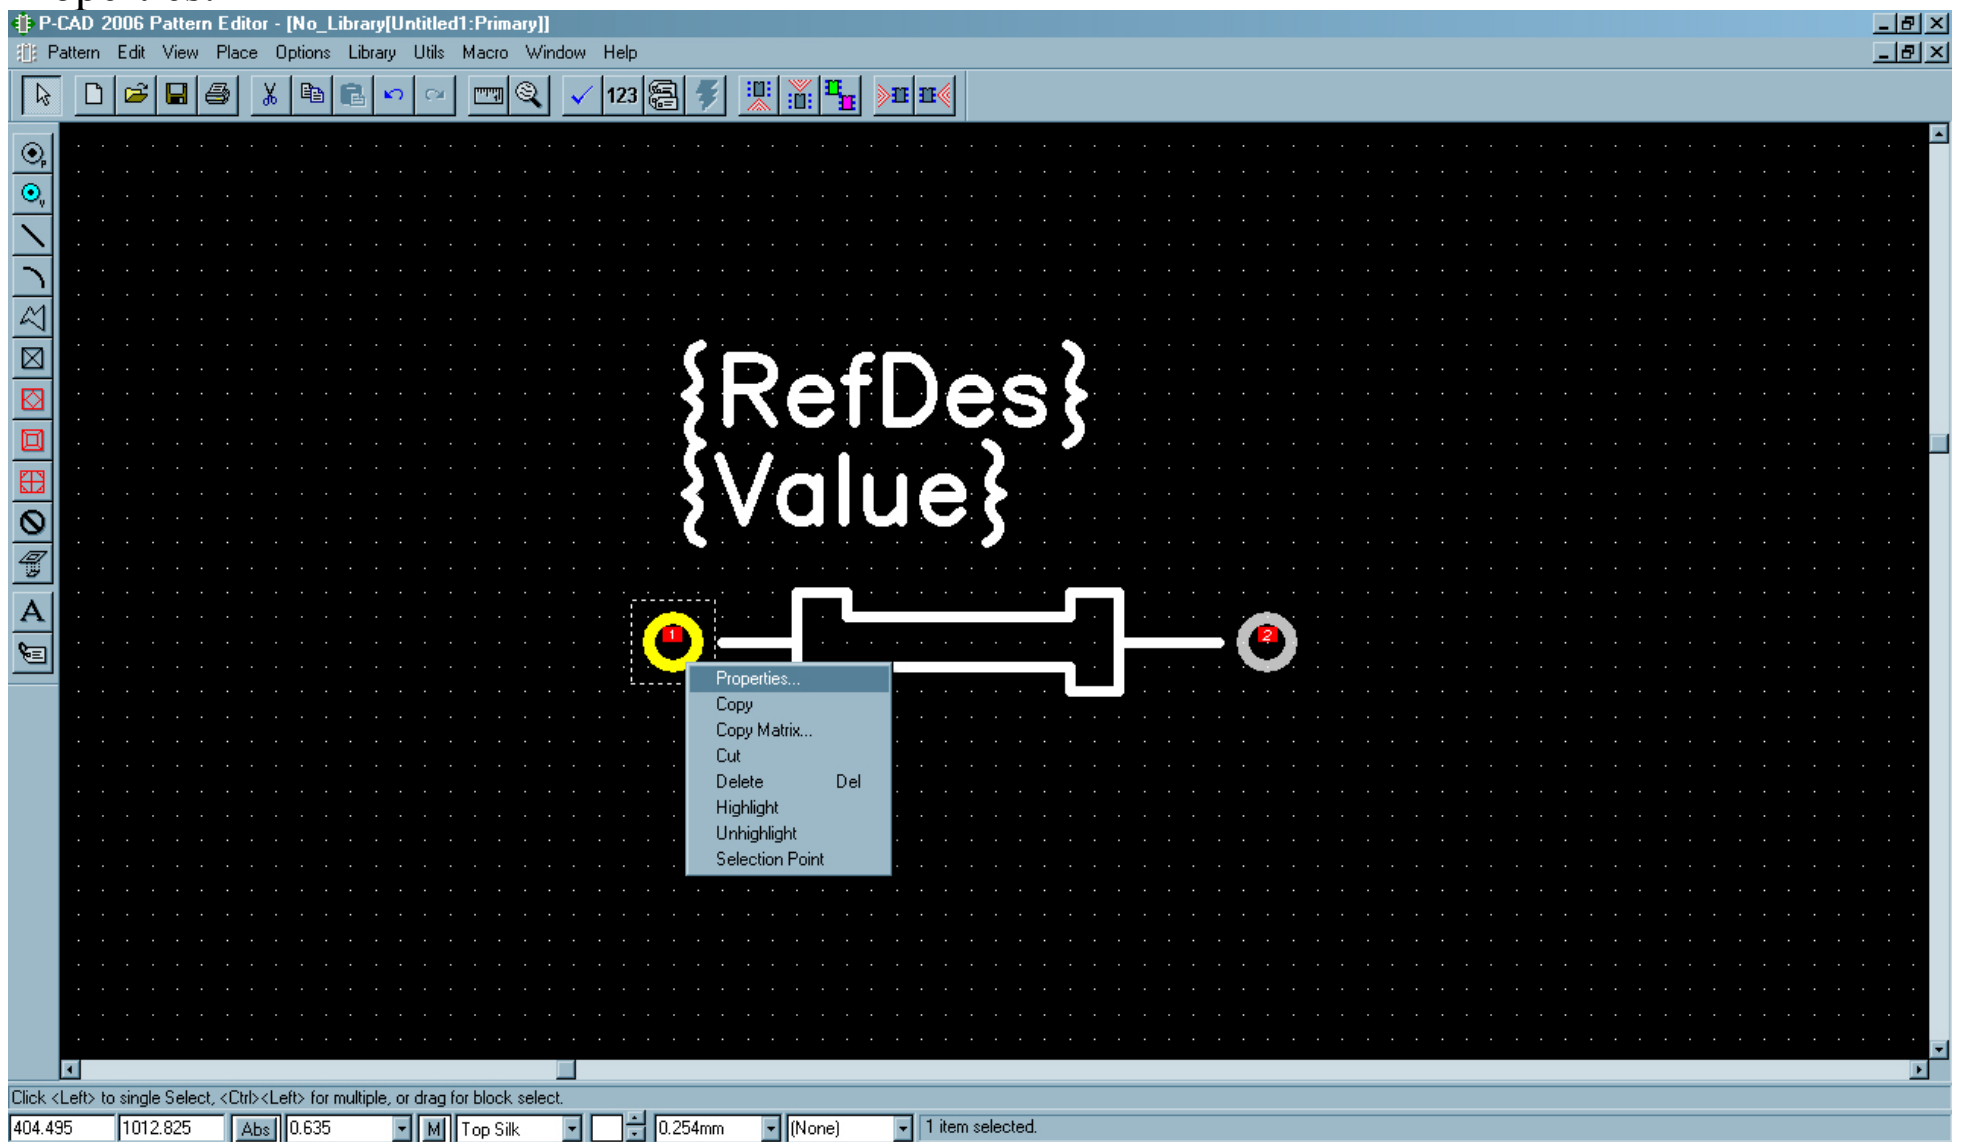 P-CAD 2006 Pattern Editor - [No_Library[Untitled1:Primary]]
Pattern Edit View Place Options Library Utils Macro Window Help
123
P
V
{RefDes}
{Value}
1
2
A
Properties...
Copy
Copy Matrix...
Cut
Delete Del
Highlight
Unhighlight
Selection Point
Click <Left> to single Select, <Ctrl><Left> for multiple, or drag for block select.
404.495 1012.825 Abs 0.635 M Top Silk 0.254mm (None) 1 item selected.